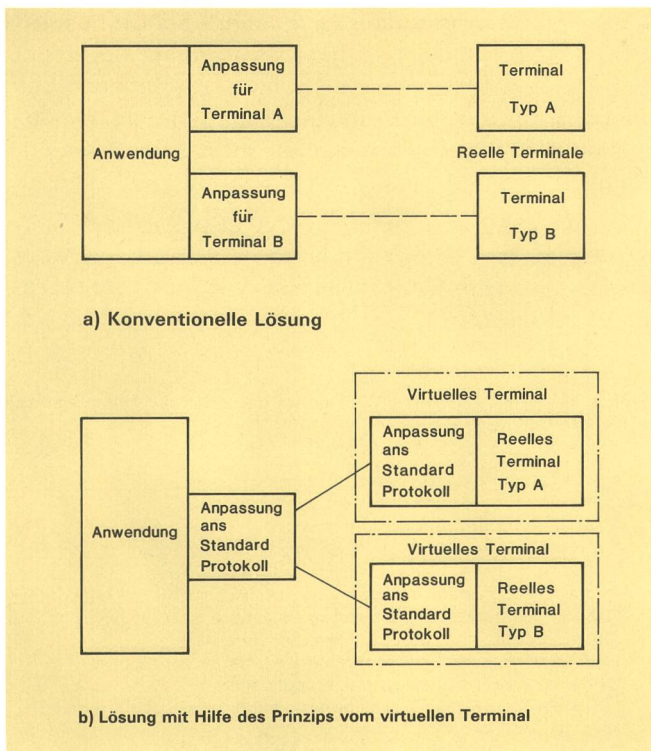 Anwendung
Anpassung
für
Terminal A
Terminal
Typ A
Reelle Terminale
Anpassung
für
Terminal B
Terminal
Typ B
a) Konventionelle Lösung
Anwendung
Anpassung
ans
Standard
Protokoll
Virtuelles Terminal
Anpassung
ans
Standard
Protokoll
Reelles
Terminal
Typ A
Virtuelles Terminal
Anpassung
ans
Standard
Protokoll
Reelles
Terminal
Typ B
b) Lösung mit Hilfe des Prinzips vom virtuellen Terminal